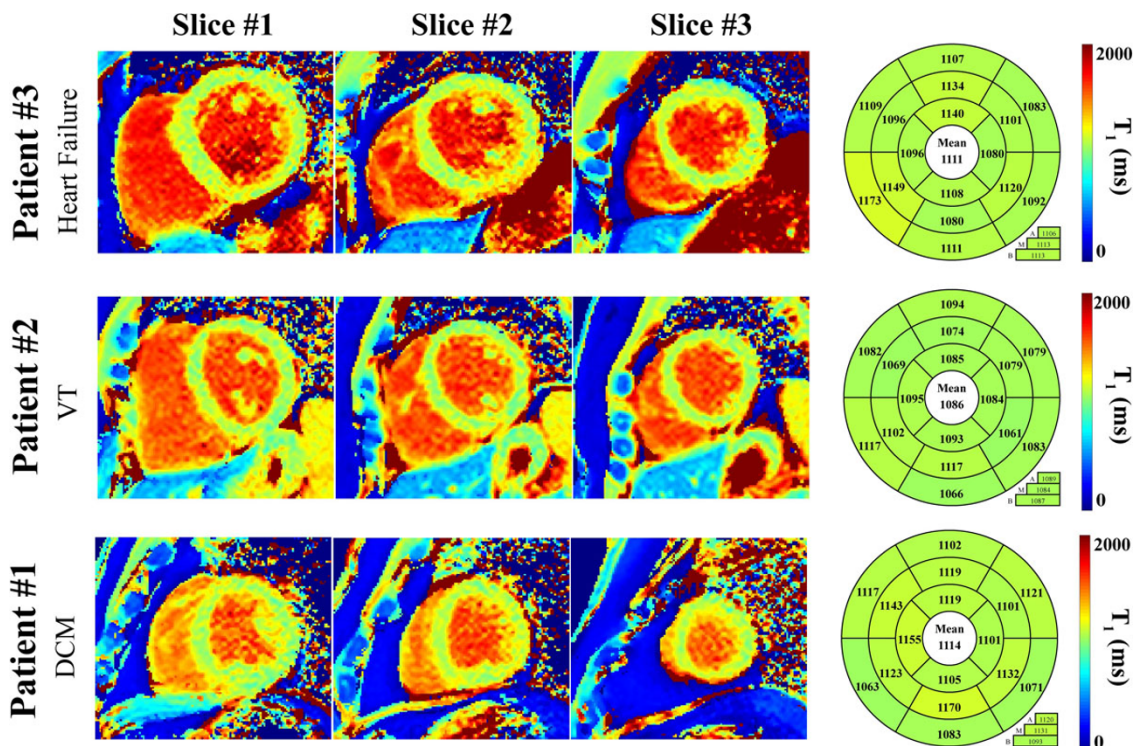 Slice #1
Slice #2
Slice #3
Patient #3
Heart Failure
1107
1134
1140
1109
1096
1083
1101
1096
Mean
1111
1080
1173
1149
1120
1092
1108
1080
1111
A 1106
M 1113
B 1113
2000
T1 (ms)
0
Patient #2
VT
1094
1074
1085
1082
1069
1079
1079
1095
Mean
1086
1084
1117
1102
1061
1083
1093
1117
1066
A 1089
M 1084
B 1087
2000
T1 (ms)
0
Patient #1
DCM
1102
1119
1119
1117
1143
1101
1121
1155
Mean
1114
1101
1063
1123
1132
1071
1105
1170
1083
A 1120
M 1131
B 1093
2000
T1 (ms)
0